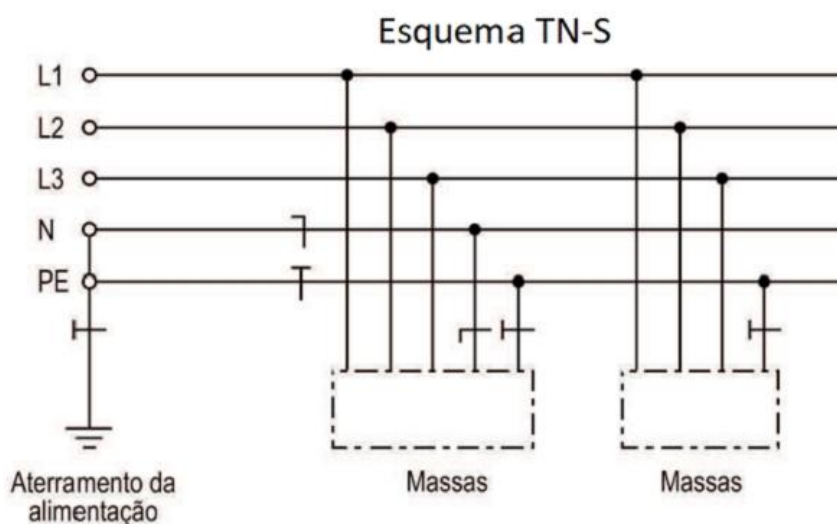 Esquema TN-S
L1
L2
L3
N
PE
Aterramento da
alimentação
Massas
Massas